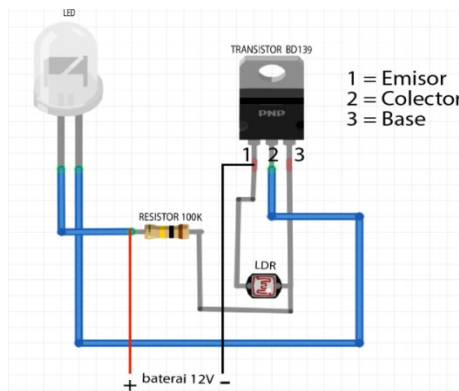 LED
TRANSISTOR BD139
PNP
1 = Emisor
2 = Colector
3 = Base
1 2 3
RESISTOR 100K
LDR
+ baterai 12V -